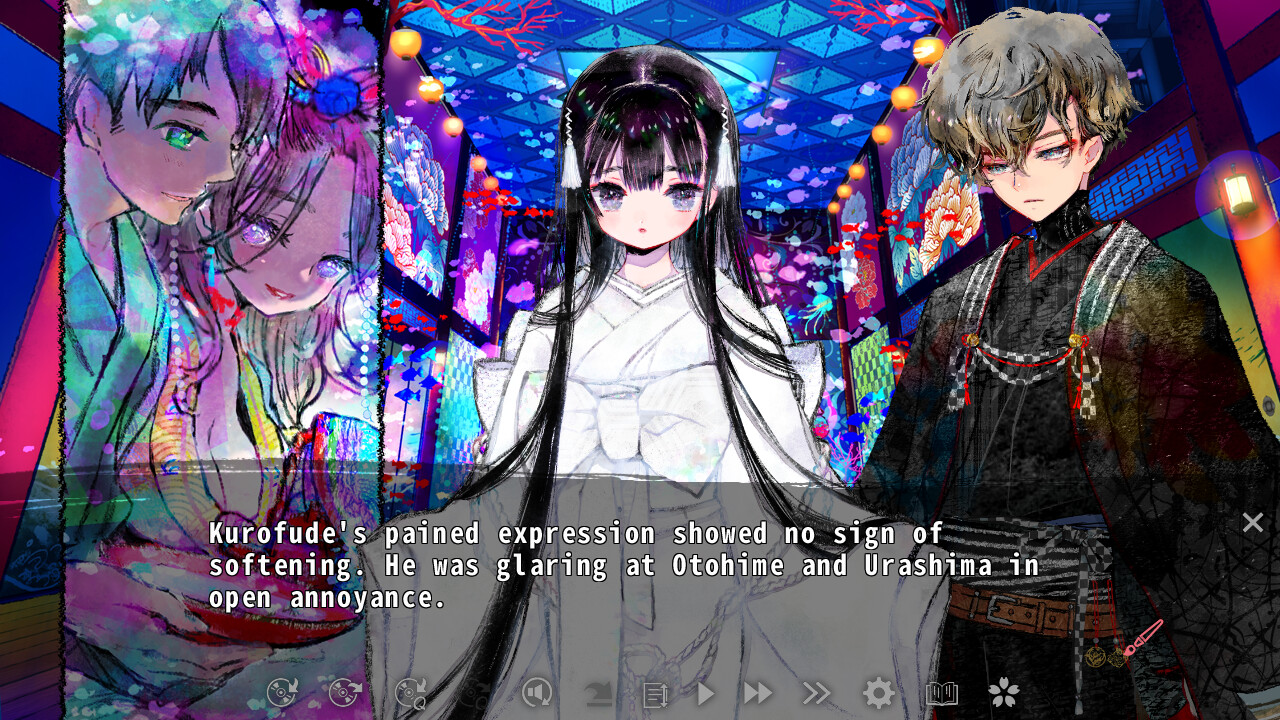 Kurofude's pained expression showed no sign of
softening. He was glaring at Otohime and Urashima in
open annoyance.